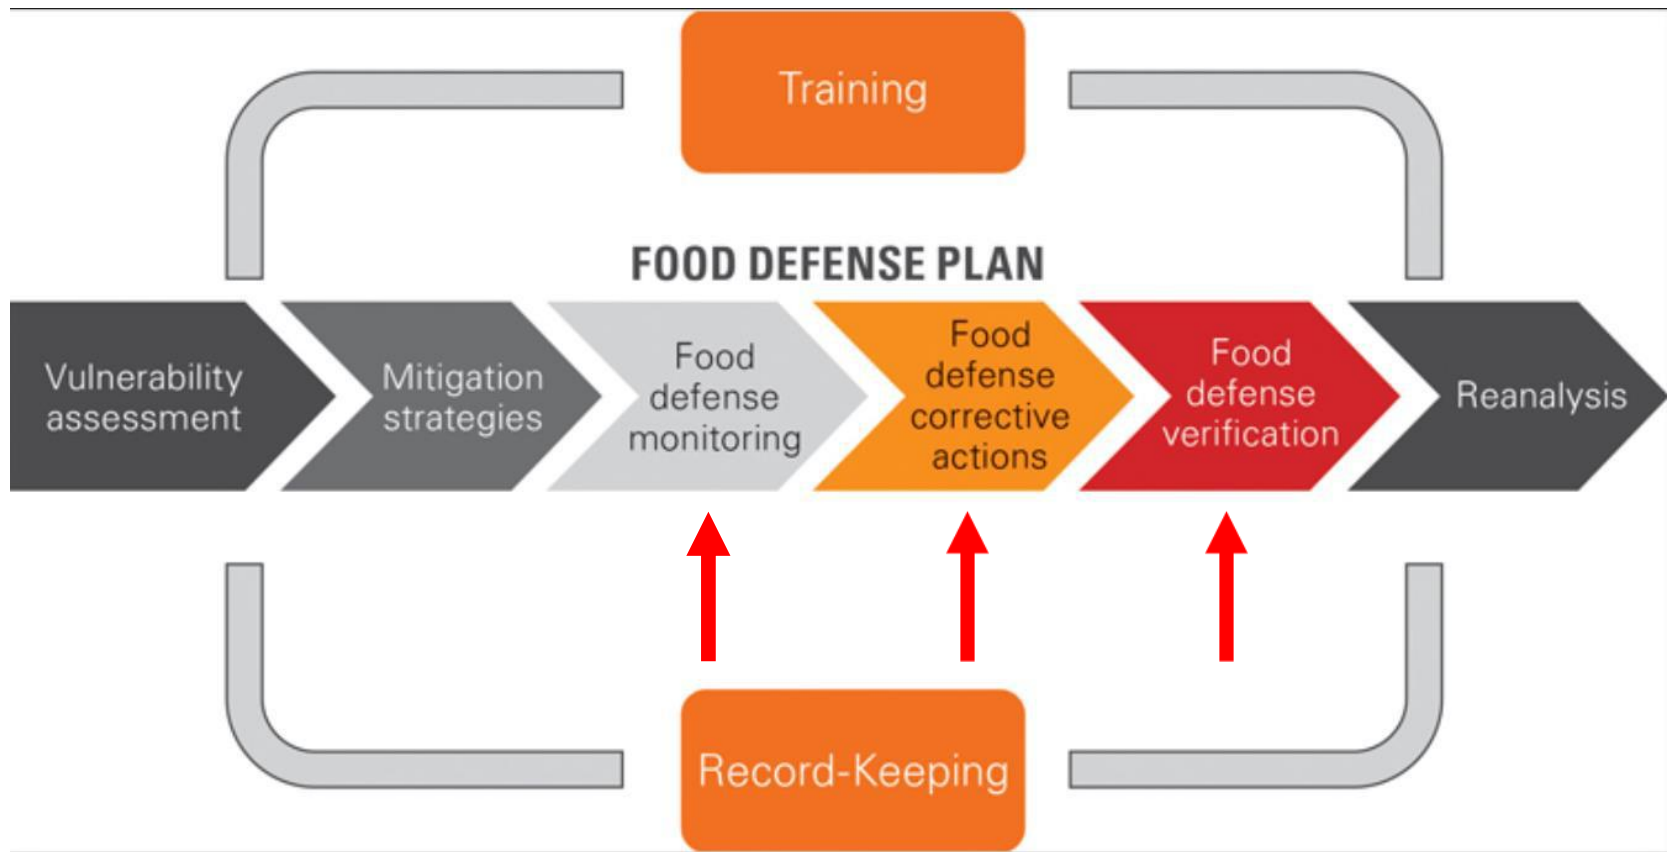 Training
FOOD DEFENSE PLAN
Vulnerability
assessment
Mitigation
strategies
Food
defense
monitoring
Food
defense
corrective
actions
Food
defense
verification
Reanalysis
Record-Keeping